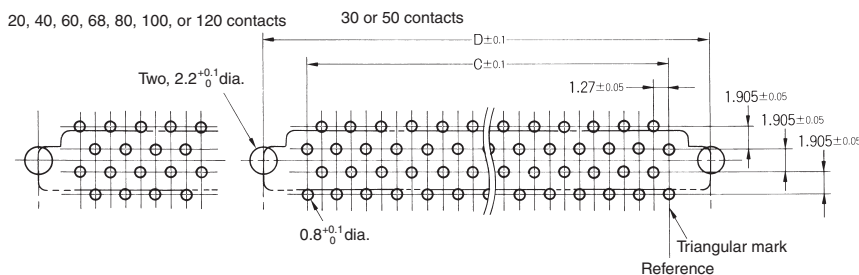 20, 40, 60, 68, 80, 100, or 120 contacts
30 or 50 contacts
D±0.1
C±0.1
Two, 2.2 +0.1 0 dia.
1.27±0.05
1.905±0.05
1.905±0.05
1.905±0.05
0.8 +0.1 0 dia.
Triangular mark
Reference